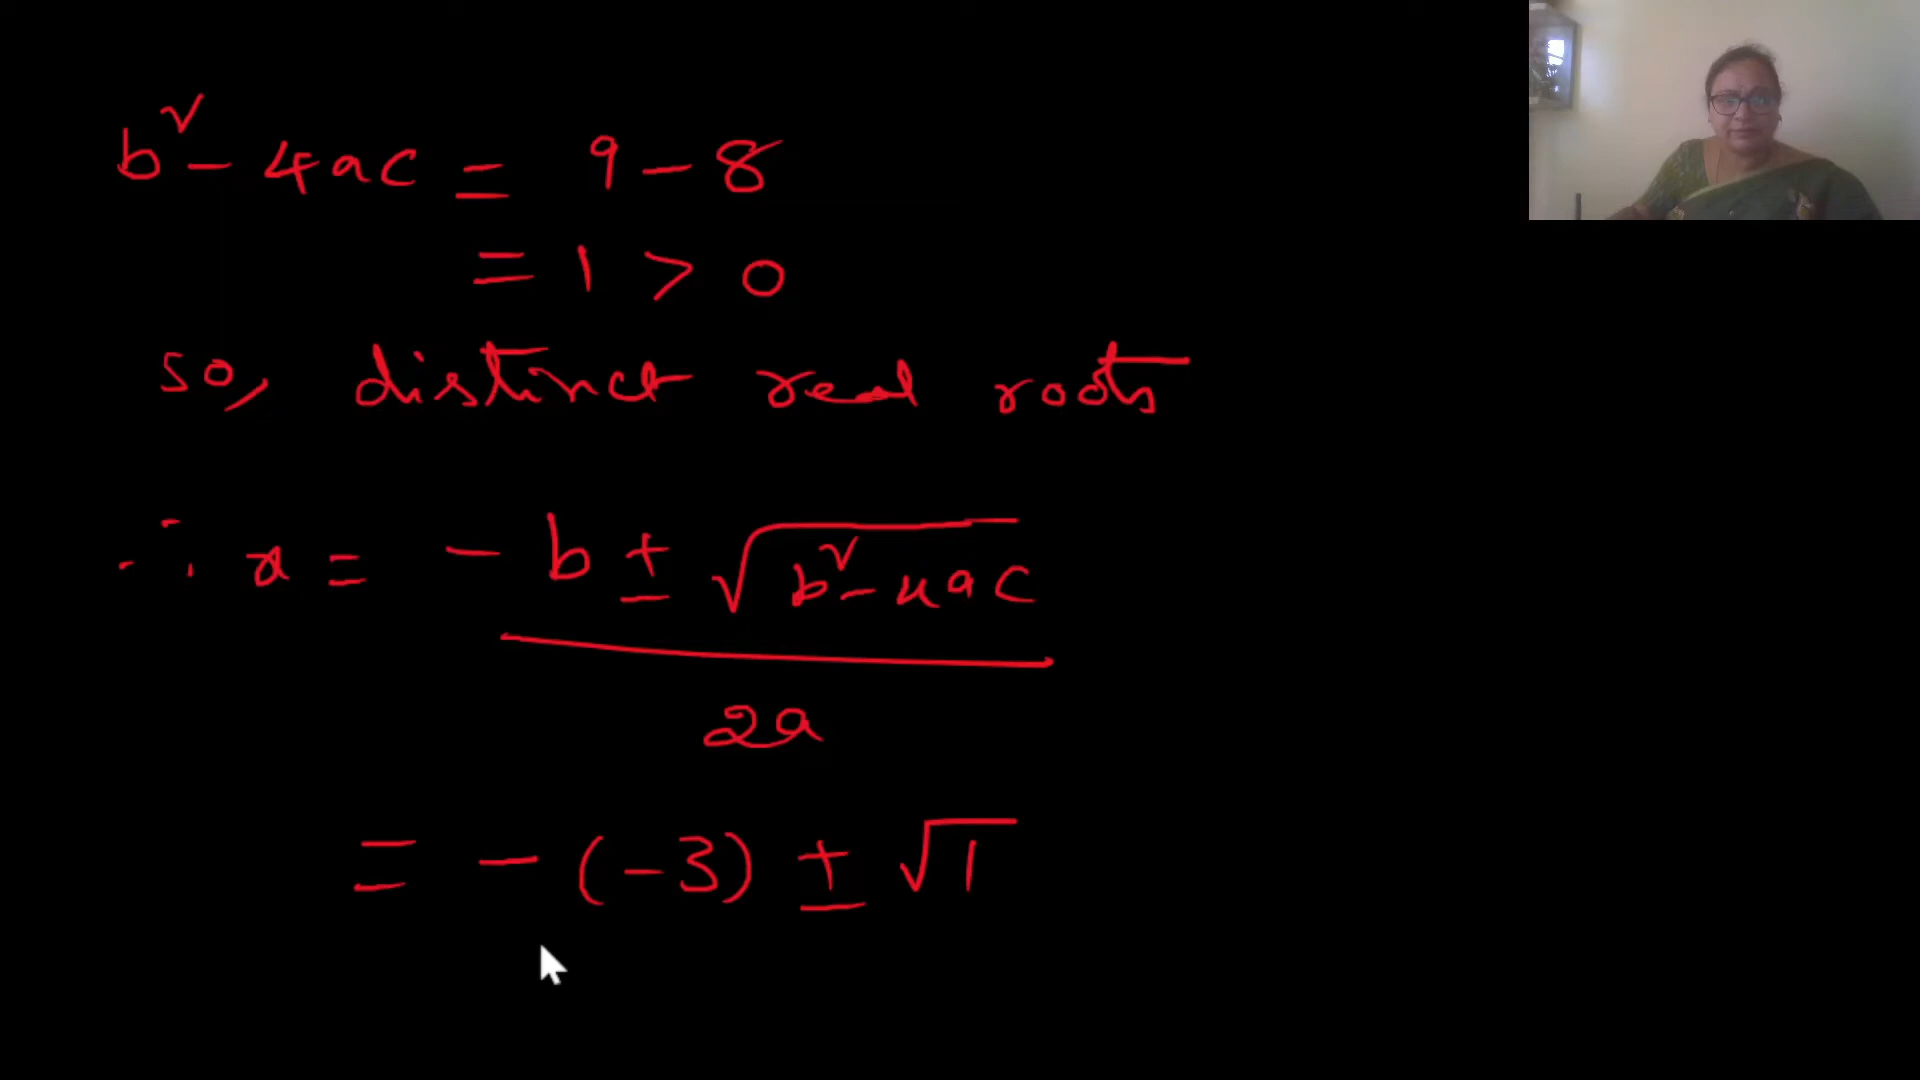 b² - 4ac = 9 - 8
= 1 > 0
so, distinct real roots
∴ x = - b ± √b² - 4ac
2a
= - (-3) ± √1